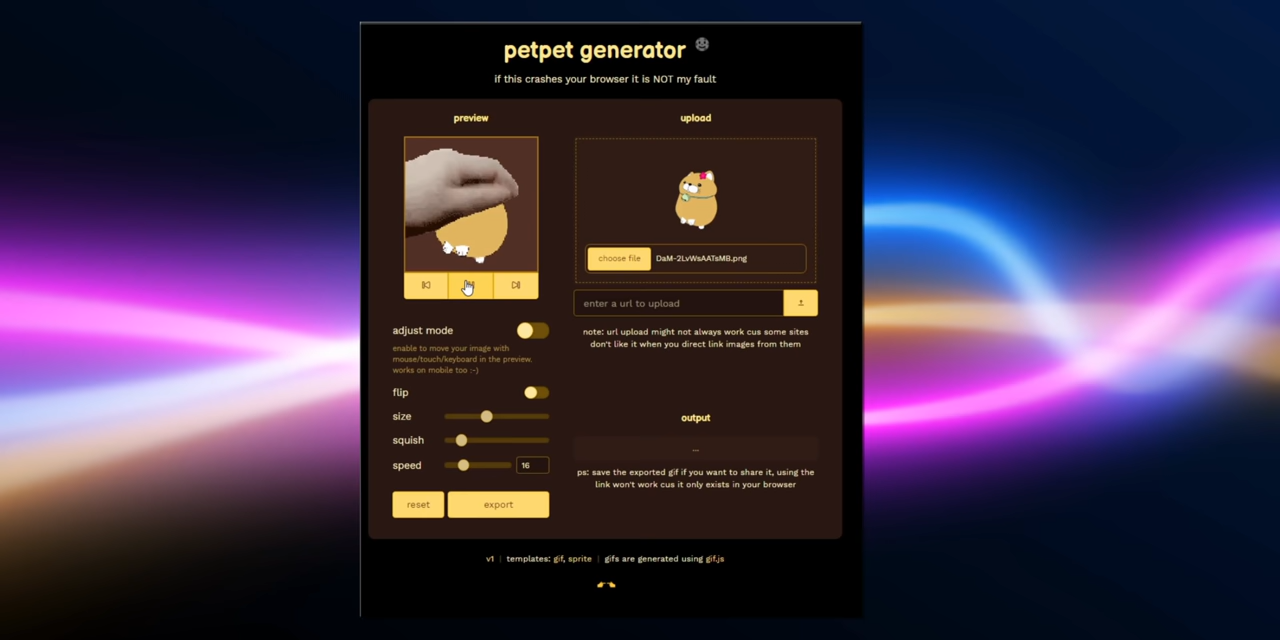 petpet generator
if this crashes your browser it is NOT my fault
preview
upload
choose file DaM-2LvWsAATsMB.png
enter a url to upload
note: url upload might not always work cus some sites
don't like it when you direct link images from them
adjust mode
enable to move your image with
mouse/touch/keyboard in the preview.
works on mobile too :-)
flip
size
squish
speed 16
reset export
output
...
ps: save the exported gif if you want to share it, using the
link won't work cus it only exists in your browser
v1 | templates: gif, sprite | gifs are generated using gif.js